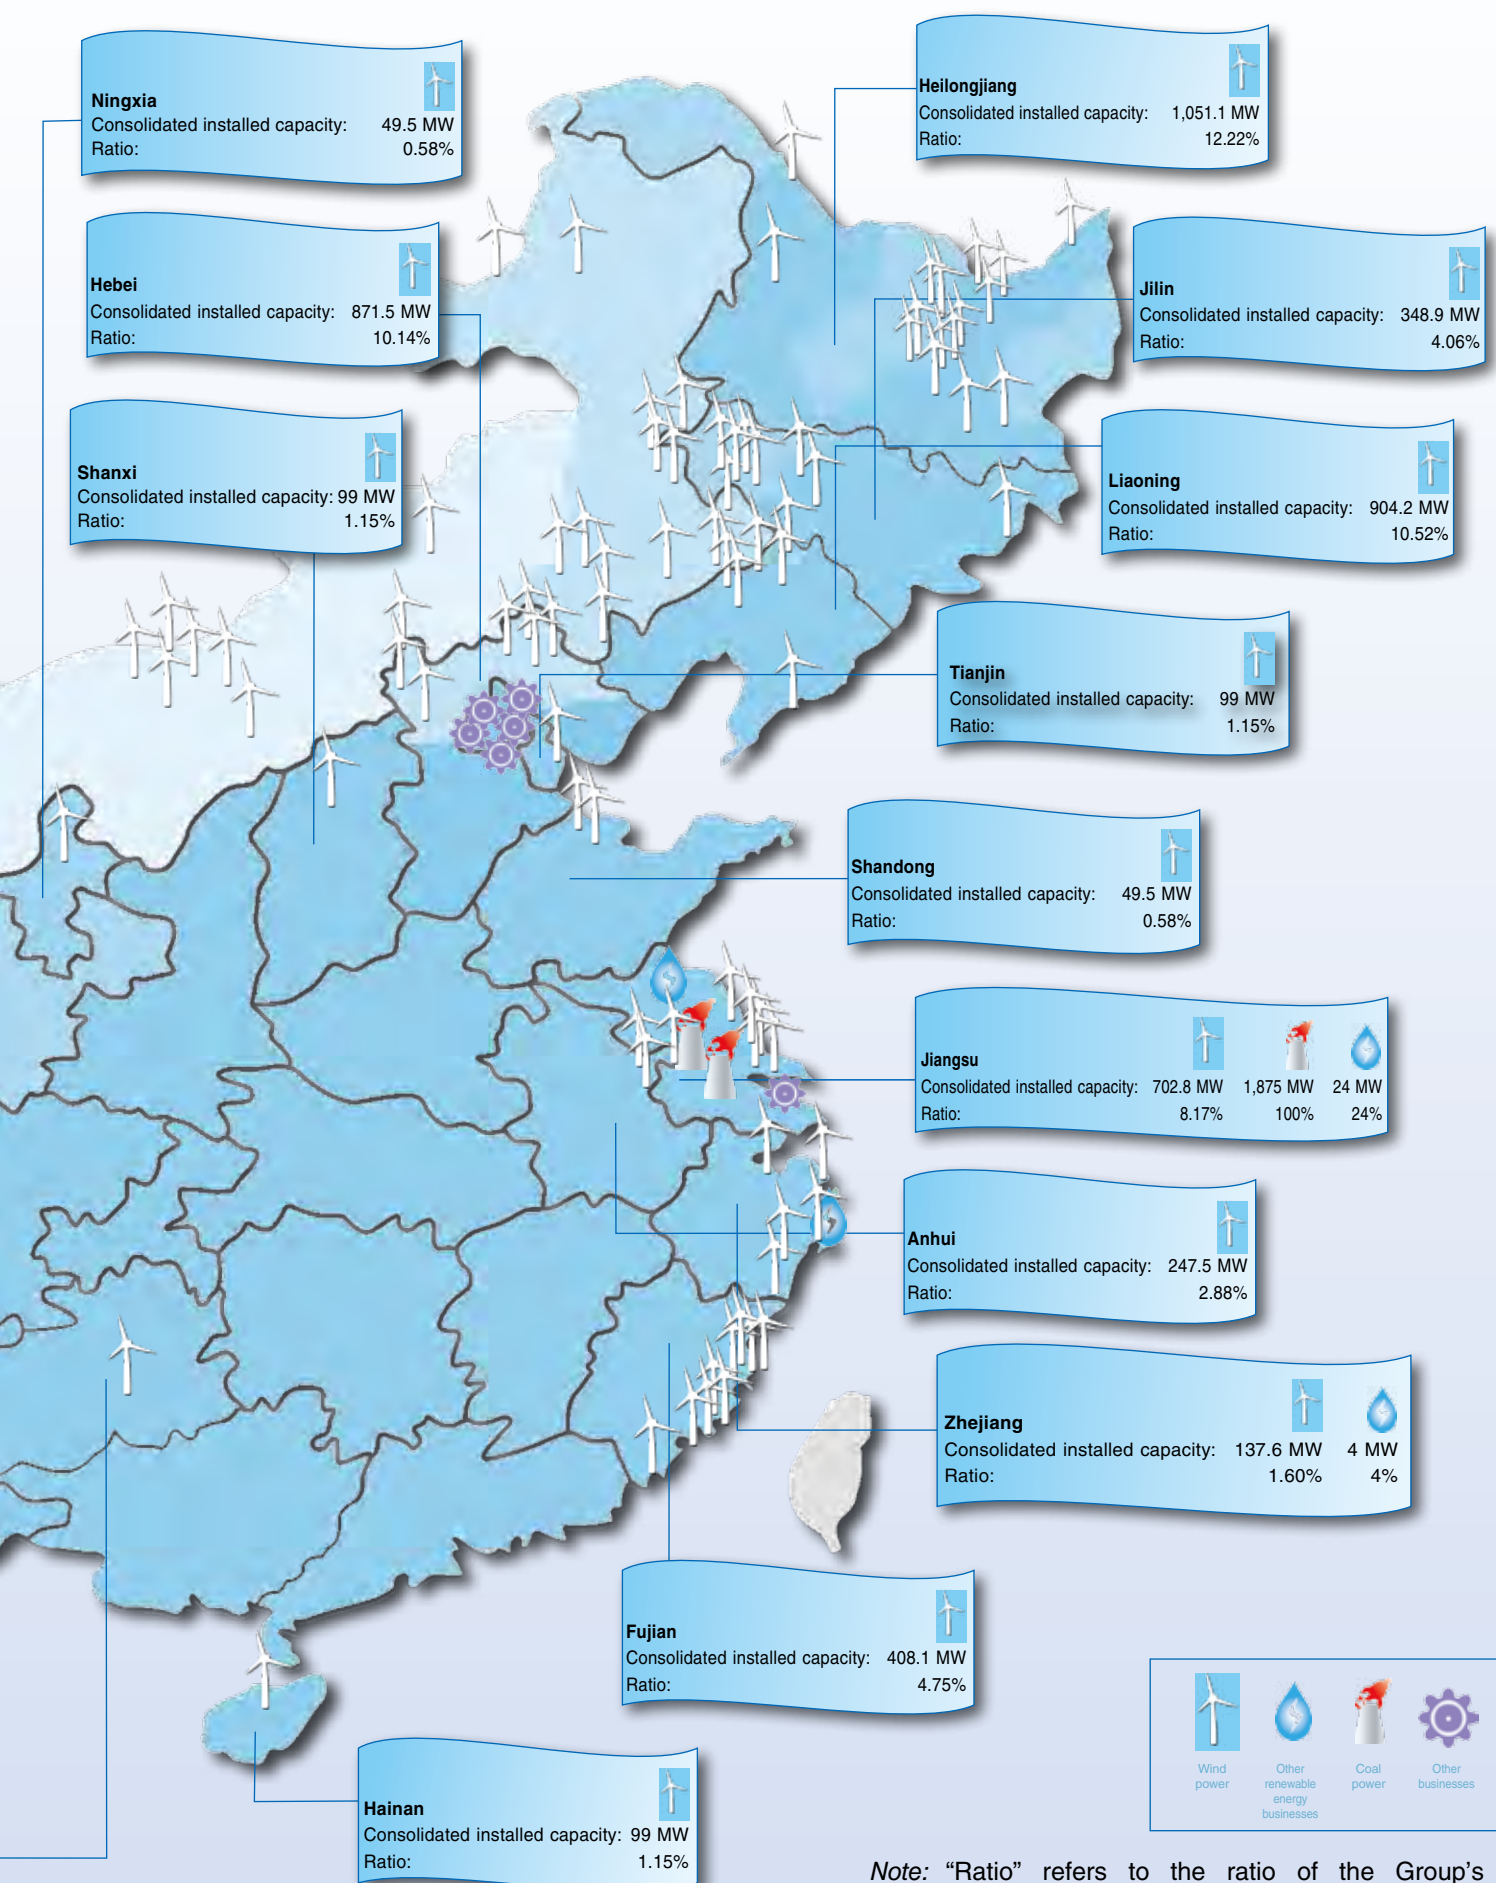 Ningxia
Consolidated installed capacity: 49.5 MW
Ratio: 0.58%
Heilongjiang
Consolidated installed capacity: 1,051.1 MW
Ratio: 12.22%
Hebei
Consolidated installed capacity: 871.5 MW
Ratio: 10.14%
Jilin
Consolidated installed capacity: 348.9 MW
Ratio: 4.06%
Shanxi
Consolidated installed capacity: 99 MW
Ratio: 1.15%
Liaoning
Consolidated installed capacity: 904.2 MW
Ratio: 10.52%
Tianjin
Consolidated installed capacity: 99 MW
Ratio: 1.15%
Shandong
Consolidated installed capacity: 49.5 MW
Ratio: 0.58%
Jiangsu
Consolidated installed capacity: 702.8 MW 1,875 MW 24 MW
Ratio: 8.17% 100% 24%
Anhui
Consolidated installed capacity: 247.5 MW
Ratio: 2.88%
Zhejiang
Consolidated installed capacity: 137.6 MW 4 MW
Ratio: 1.60% 4%
Fujian
Consolidated installed capacity: 408.1 MW
Ratio: 4.75%
Hainan
Consolidated installed capacity: 99 MW
Ratio: 1.15%
Wind
power
Other
renewable
energy
businesses
Coal
power
Other
businesses
Note: "Ratio" refers to the ratio of the Group's